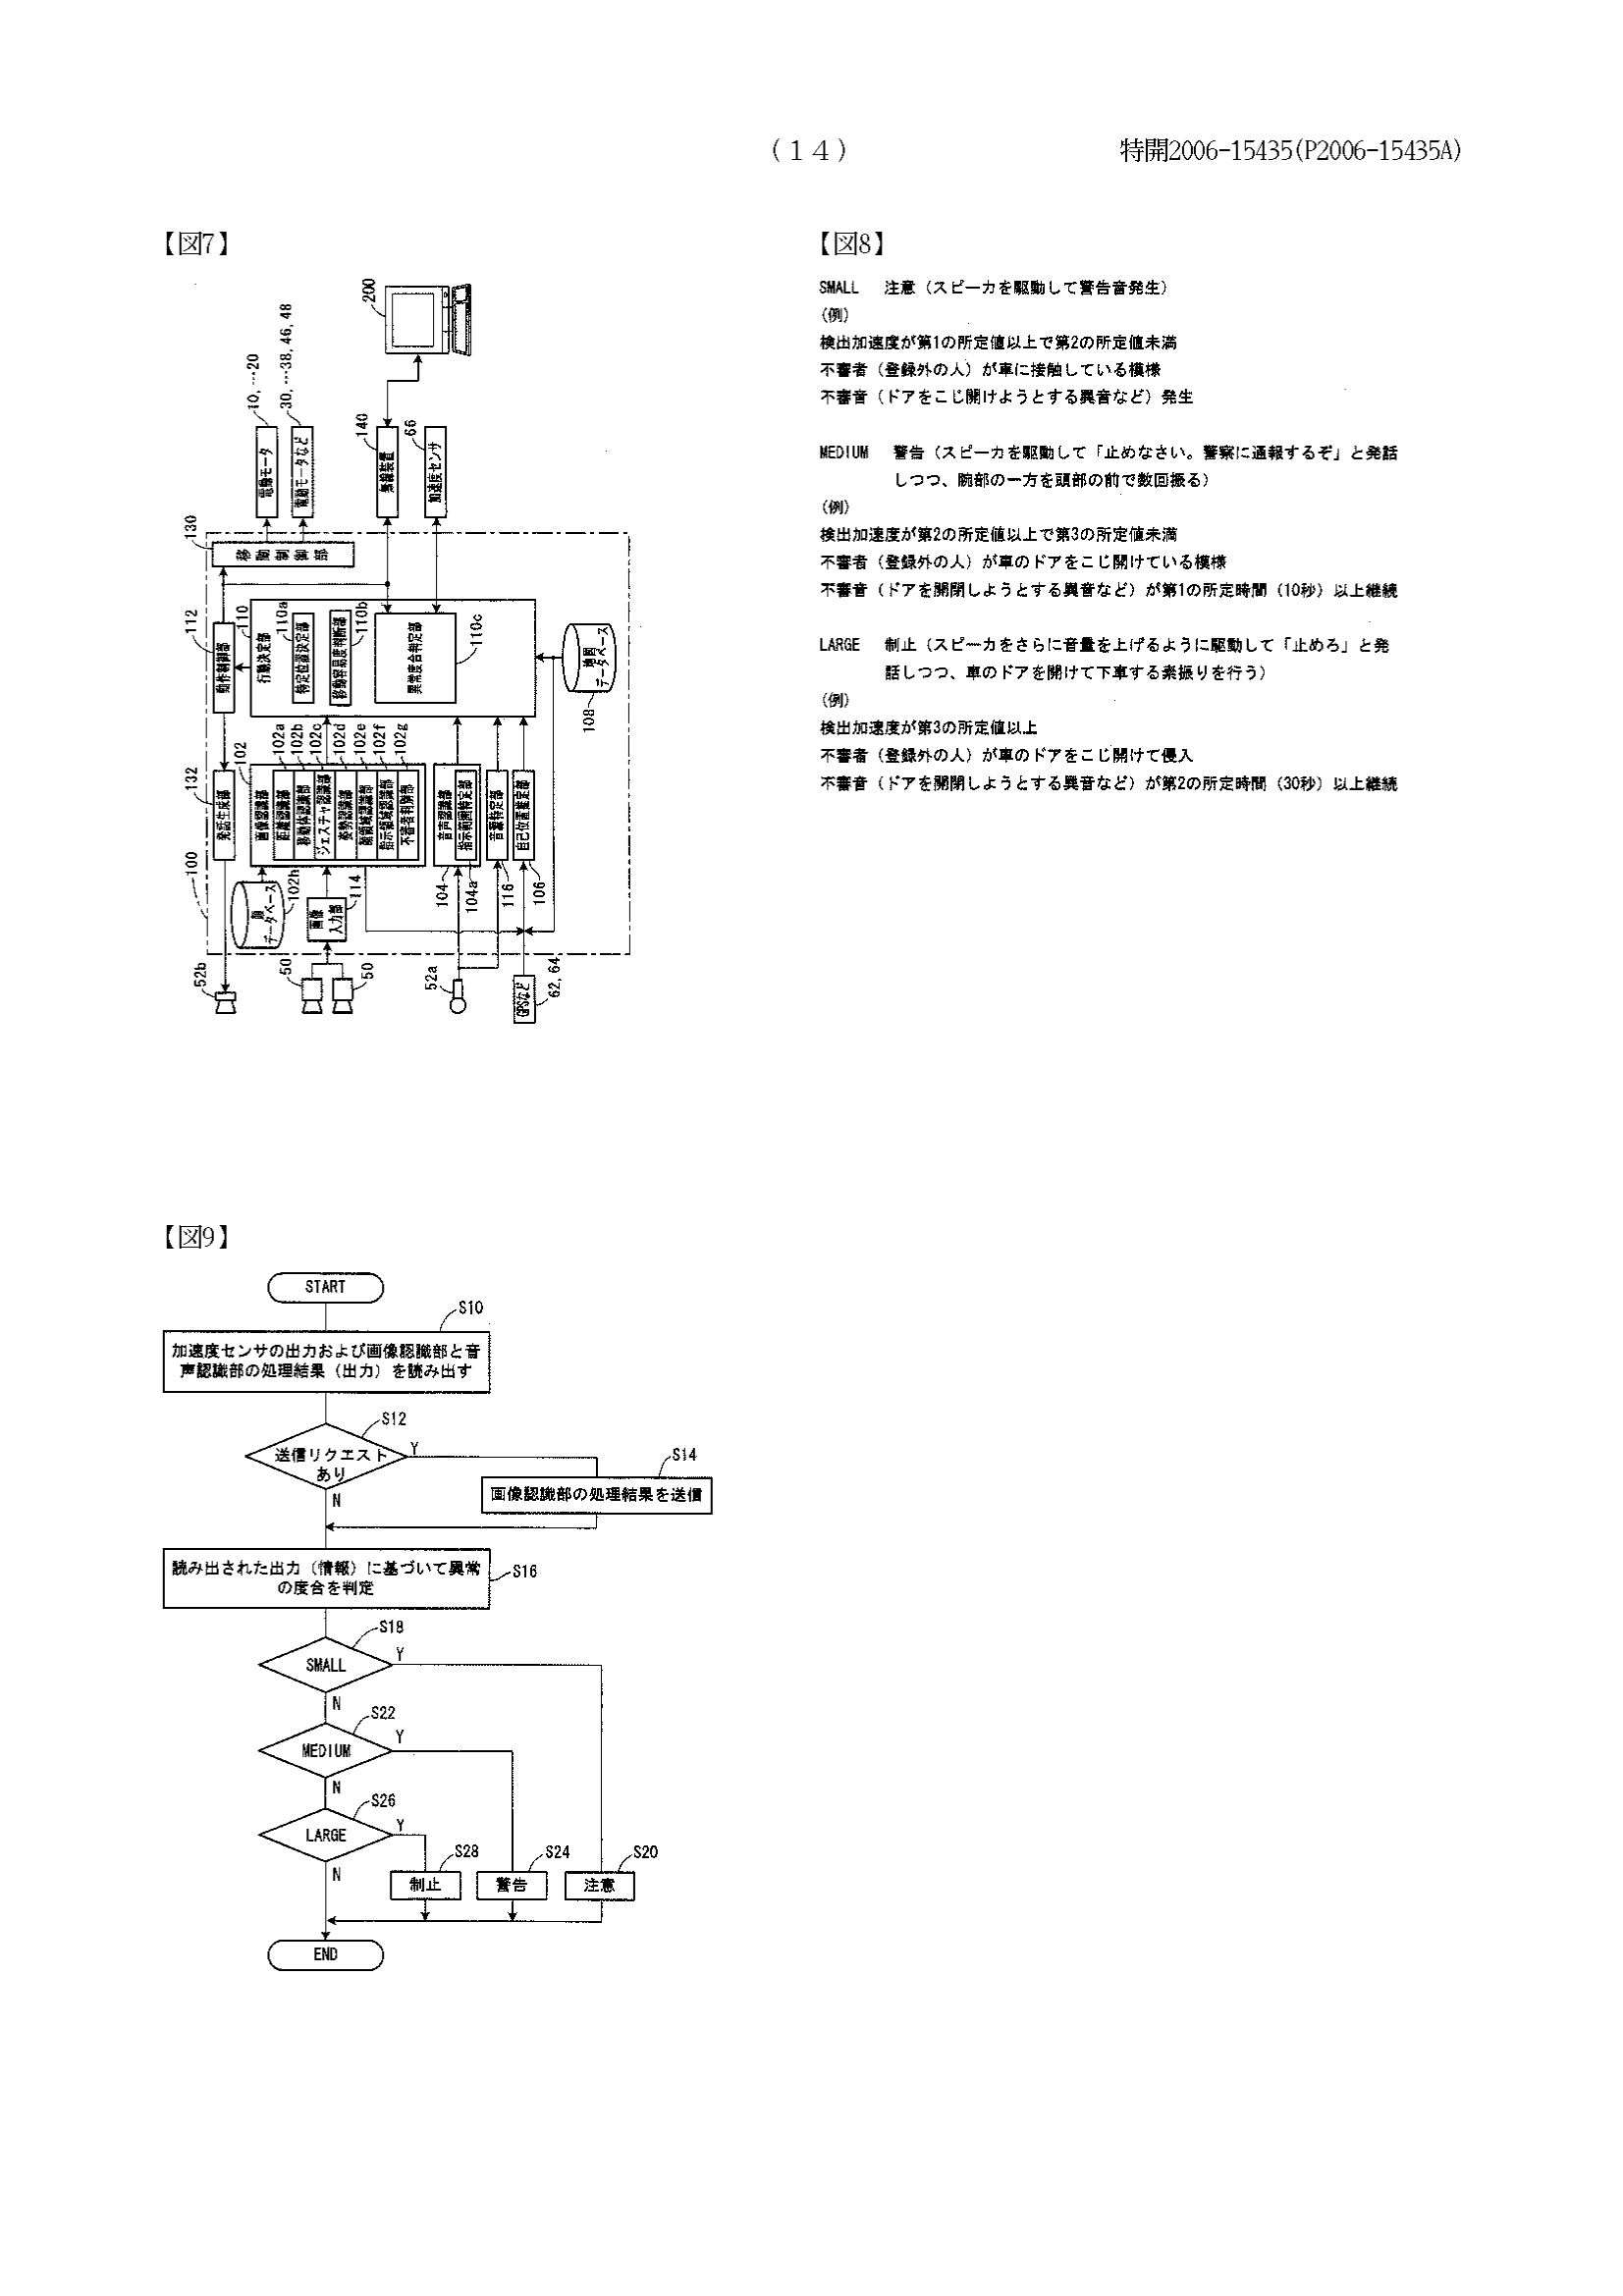 (１４)
特開2006-15435(P2006-15435A)
【図7】
200
10, …20
30, …38, 46, 48
電動モータ
電動モータなど
140
無線装置
66
加速度センサ
130
移動制御部
112
動作制御部
110
行動決定部
110a
特定位置決定部
110b
移動容易度判断部
110c
異常度合判定部
地図
データベース
108
132
発話生成部
102
画像認識部
102a
距離認識部
102b
移動体認識部
102c
ジェスチャ認識部
102d
姿勢認識部
102e
顔領域認識部
102f
指示領域認識部
102g
不審者判別部
100
顔
データベース
102h
画像
入力部
114
104
音声認識部
104a
指示範囲特定部
116
音源特定部
106
自己位置推定部
52b
50
50
52a
GPSなど
62, 64
【図8】
SMALL 注意（スピーカを駆動して警告音発生）
（例）
検出加速度が第1の所定値以上で第2の所定値未満
不審者（登録外の人）が車に接触している模様
不審音（ドアをこじ開けようとする異音など）発生
MEDIUM 警告（スピーカを駆動して「止めなさい。警察に通報するぞ」と発話
しつつ、腕部の一方を頭部の前で数回振る）
（例）
検出加速度が第2の所定値以上で第3の所定値未満
不審者（登録外の人）が車のドアをこじ開けている模様
不審音（ドアを開閉しようとする異音など）が第1の所定時間（10秒）以上継続
LARGE 制止（スピーカをさらに音量を上げるように駆動して「止めろ」と発
話しつつ、車のドアを開けて下車する素振りを行う）
（例）
検出加速度が第3の所定値以上
不審者（登録外の人）が車のドアをこじ開けて侵入
不審音（ドアを開閉しようとする異音など）が第2の所定時間（30秒）以上継続
【図9】
START
S10
加速度センサの出力および画像認識部と音
声認識部の処理結果（出力）を読み出す
S12
送信リクエスト
あり
Y
N
S14
画像認識部の処理結果を送信
読み出された出力（情報）に基づいて異常
の度合を判定
S16
S18
SMALL
Y
N
S22
MEDIUM
Y
N
S26
LARGE
Y
N
S28
制止
S24
警告
S20
注意
END